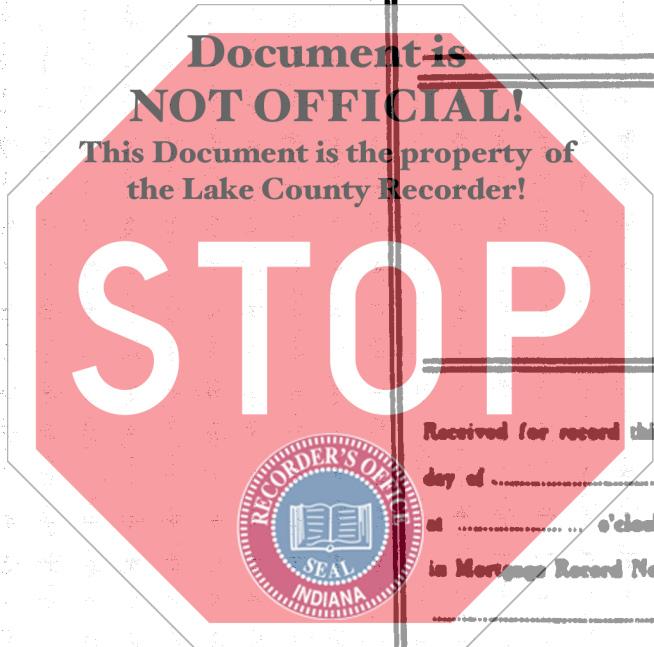 Document is
NOT OFFICIAL!
This Document is the property of
the Lake County Recorder!
STOP
Received for record
day of
at o'clock
in Mortgage Record No
RECORDER'S OFFICE
SEAL
INDIANA